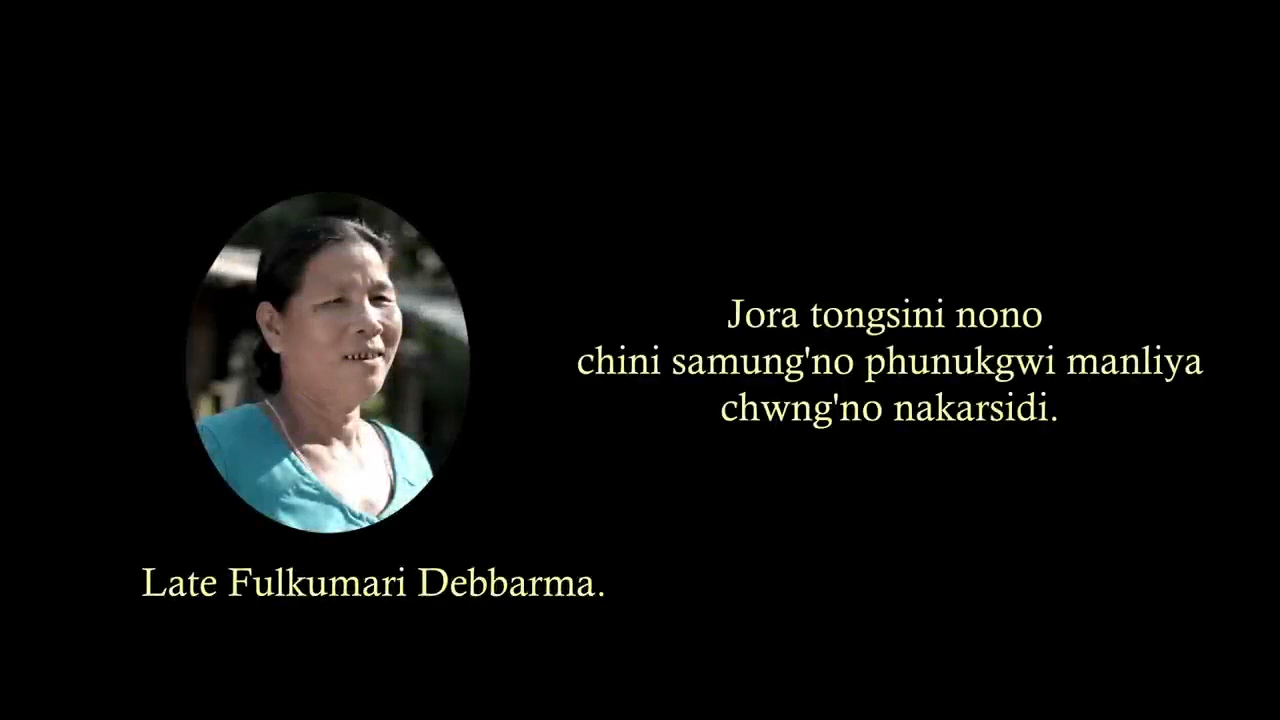 Jora tongsini nono
chini samung'no phunukgwi manliya
chwng'no nakarsidi.
Late Fulkumari Debbarma.